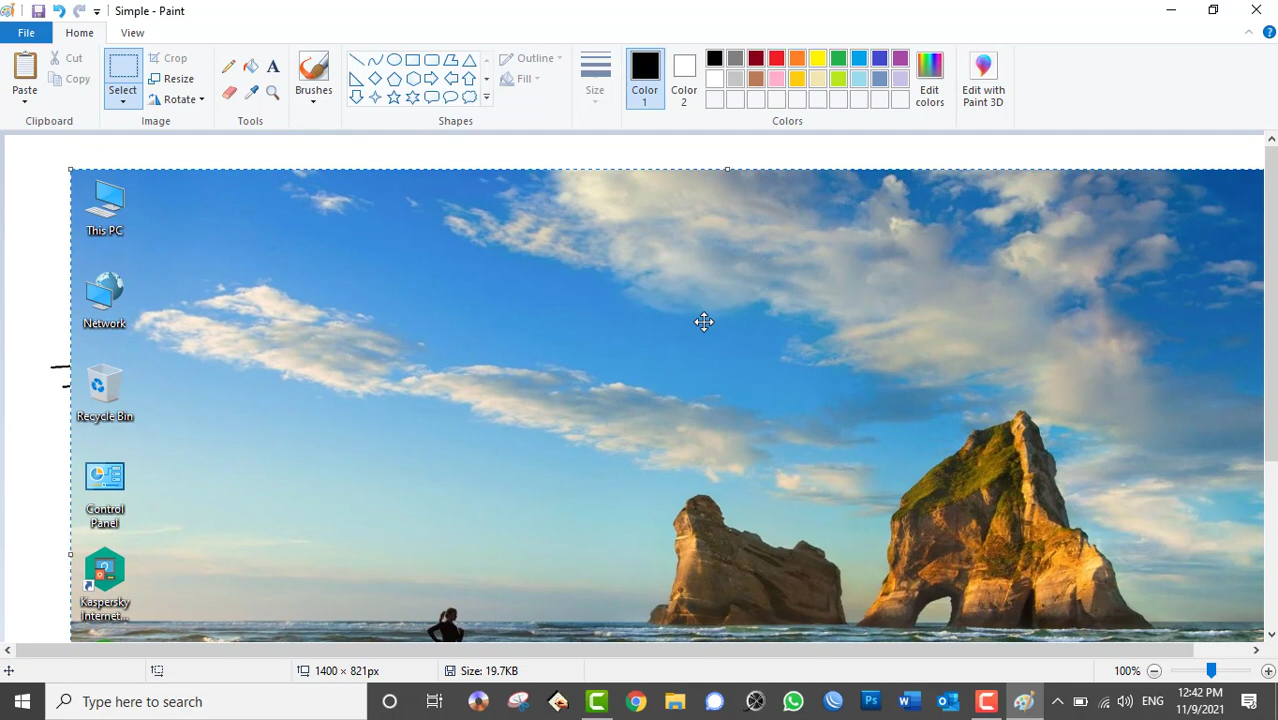 Simple - Paint
File Home View
Paste
Cut
Copy
Clipboard
Select
Crop
Resize
Rotate
Image
A
Tools
Brushes
Outline
Fill
Shapes
Size
Color
1
Color
2
Colors
Edit
colors
Edit with
Paint 3D
This PC
Network
Recycle Bin
Control
Panel
Kaspersky
Internet...
1400 × 821px
Size: 19.7KB
100%
Type here to search
ENG
12:42 PM
11/9/2021